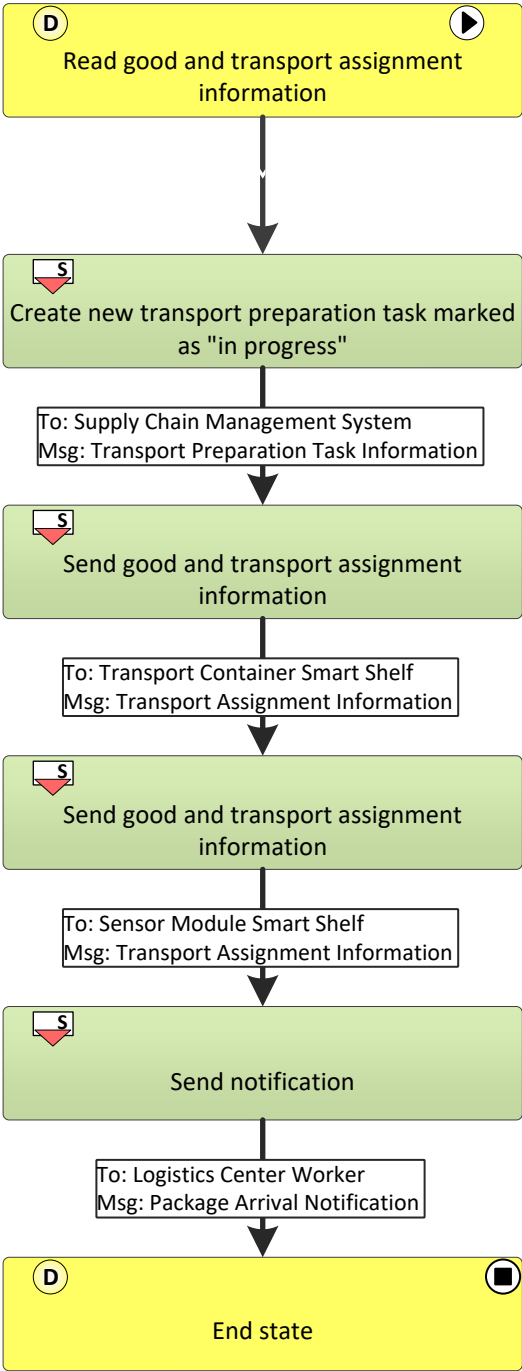 D
Read good and transport assignment
information
S
Create new transport preparation task marked
as "in progress"
To: Supply Chain Management System
Msg: Transport Preparation Task Information
S
Send good and transport assignment
information
To: Transport Container Smart Shelf
Msg: Transport Assignment Information
S
Send good and transport assignment
information
To: Sensor Module Smart Shelf
Msg: Transport Assignment Information
S
Send notification
To: Logistics Center Worker
Msg: Package Arrival Notification
D
End state